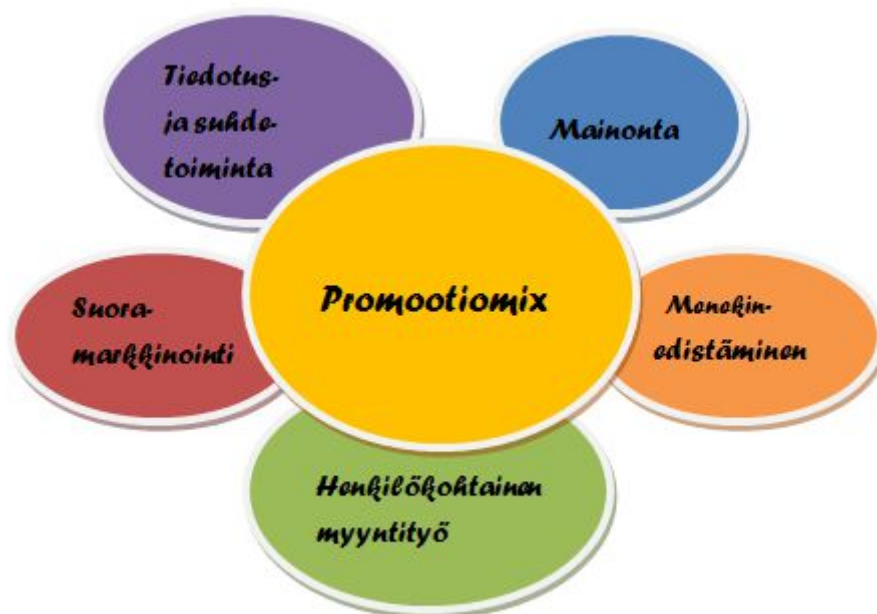 Tiedotus-
ja suhde-
toiminta
Mainonta
Promootiomix
Suora-
markkinointi
Menekin-
edistäminen
Henkilökohtainen
myyntityö